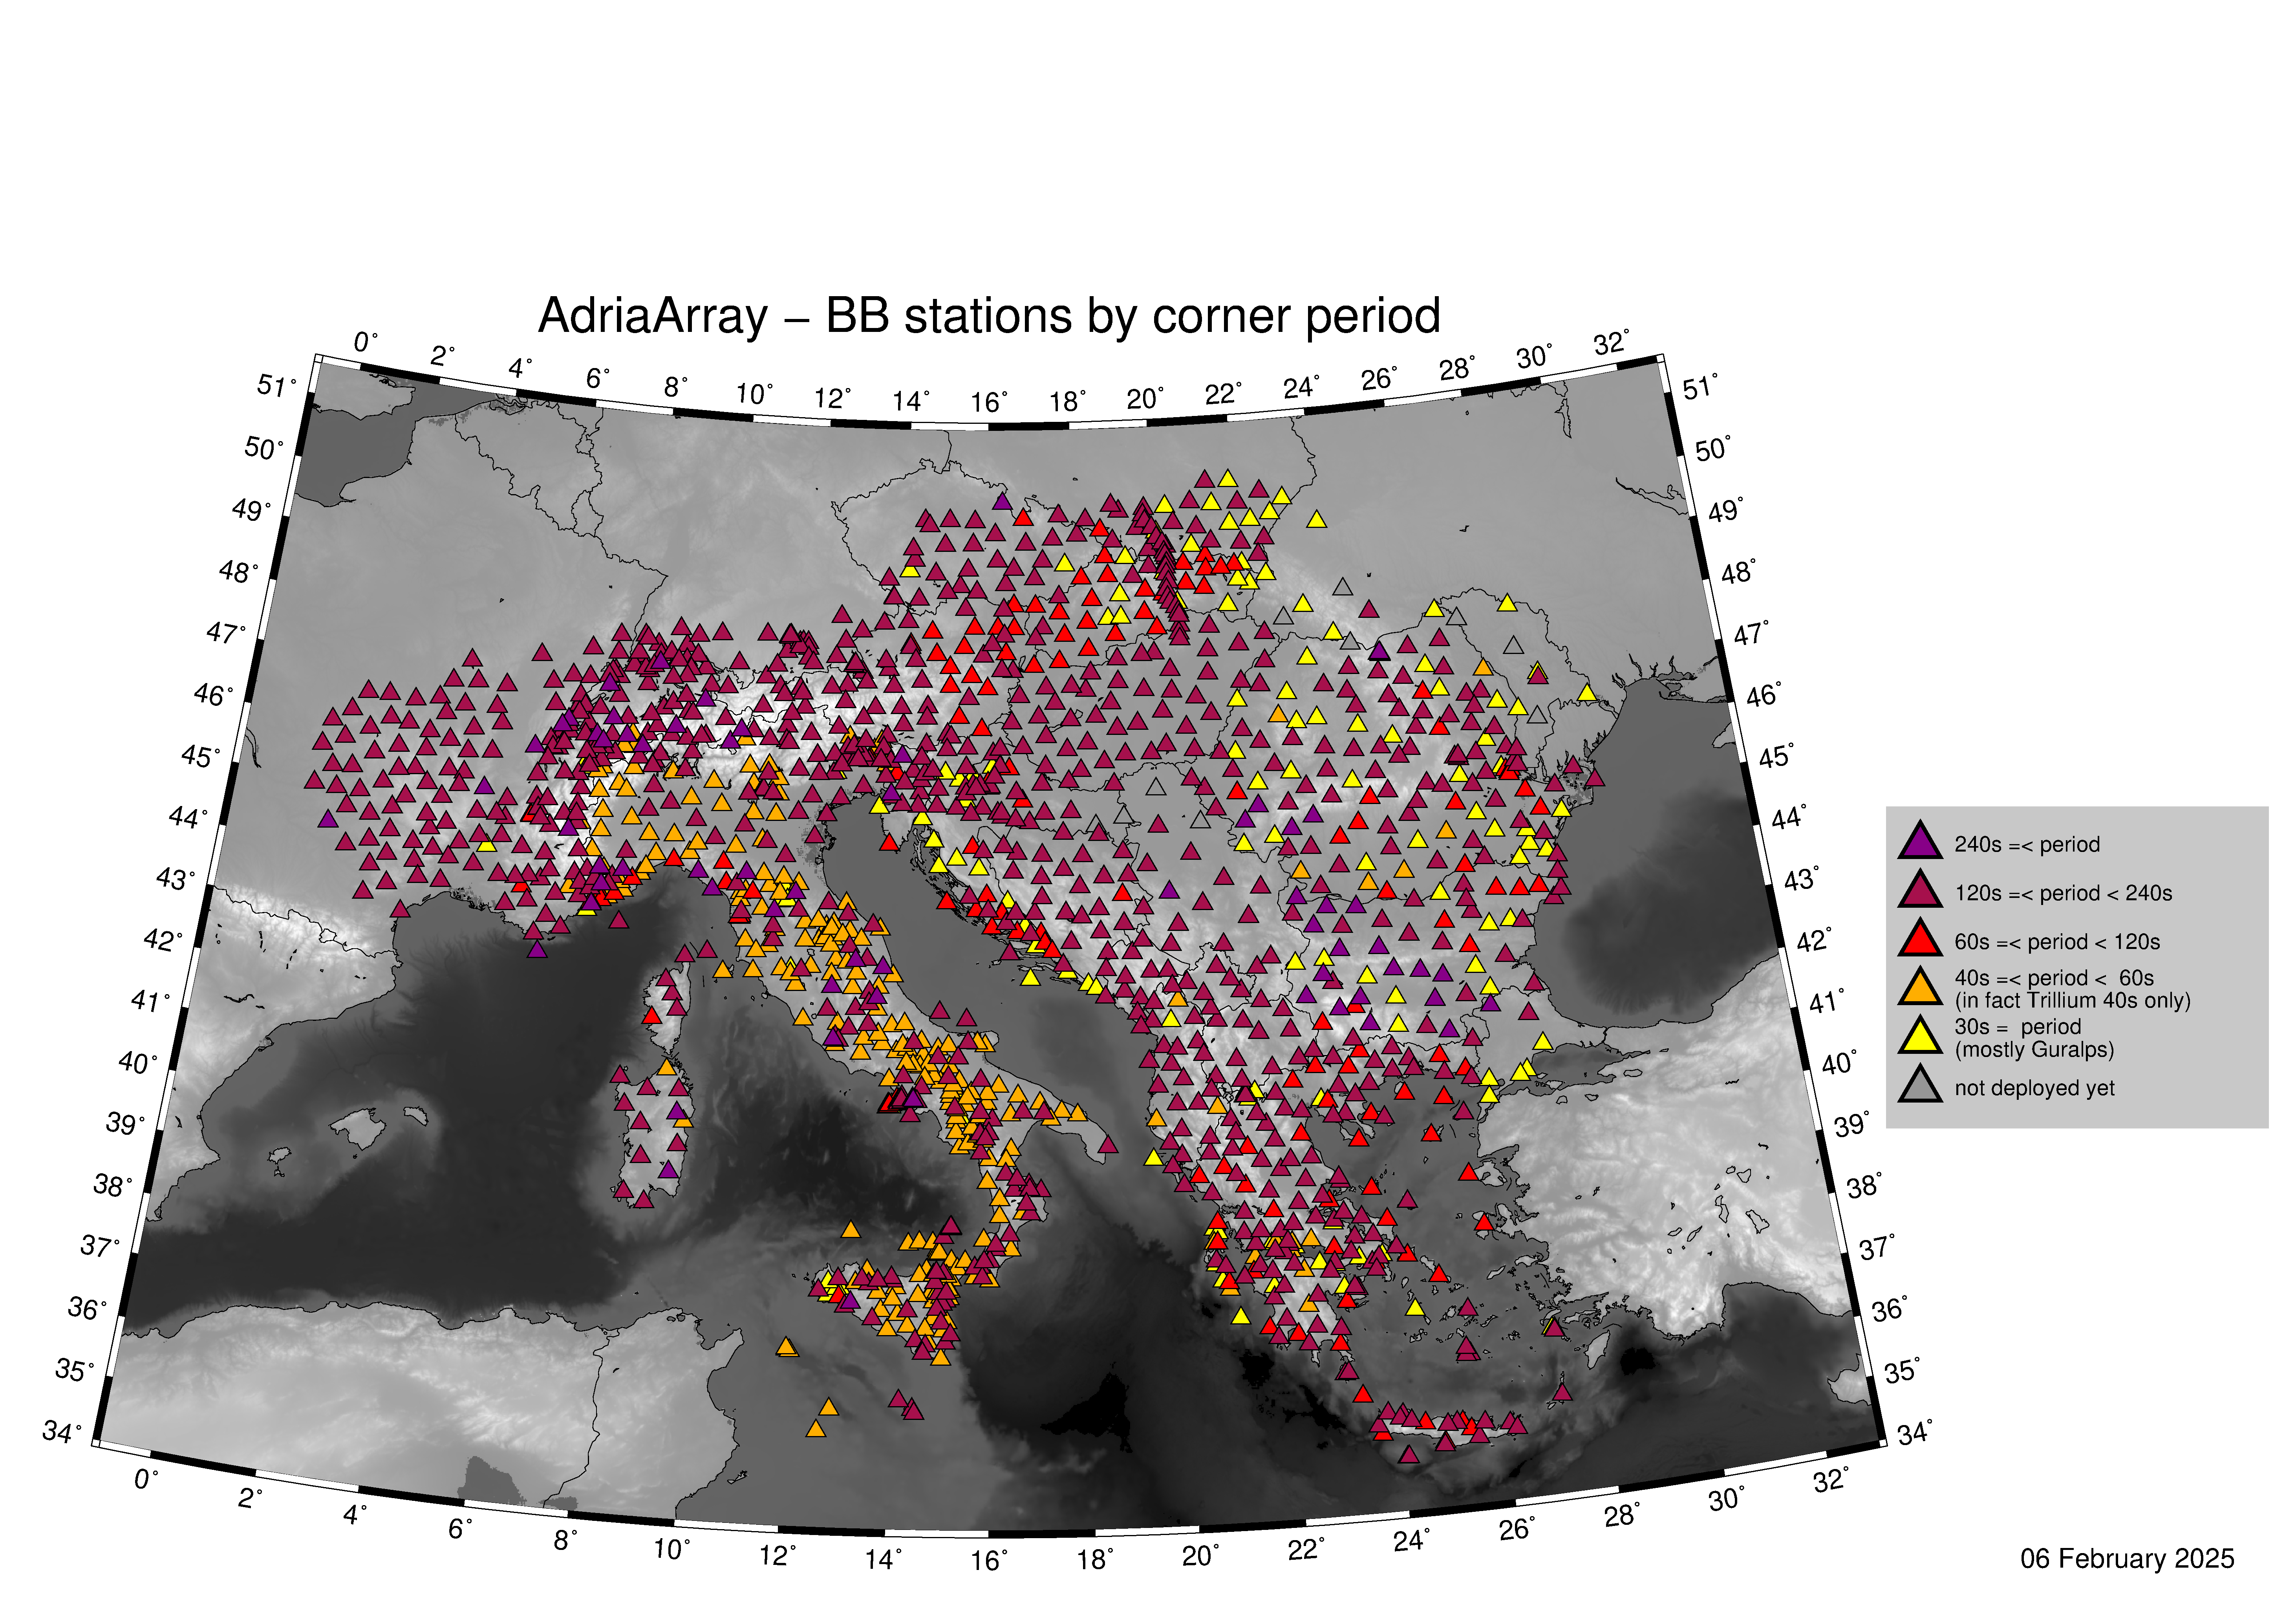 AdriaArray – BB stations by corner period
0° 2° 4° 6° 8° 10° 12° 14° 16° 18° 20° 22° 24° 26° 28° 30° 32°
51° 51°
50° 50°
49° 49°
48° 48°
47° 47°
46° 46°
45° 45°
44° 44°
43° 43°
42° 42°
41° 41°
40° 40°
39° 39°
38° 38°
37° 37°
36° 36°
35° 35°
34° 34°
0° 2° 4° 6° 8° 10° 12° 14° 16° 18° 20° 22° 24° 26° 28° 30° 32°
240s =< period
120s =< period < 240s
60s =< period < 120s
40s =< period < 60s
(in fact Trillium 40s only)
30s = period
(mostly Guralps)
not deployed yet
06 February 2025